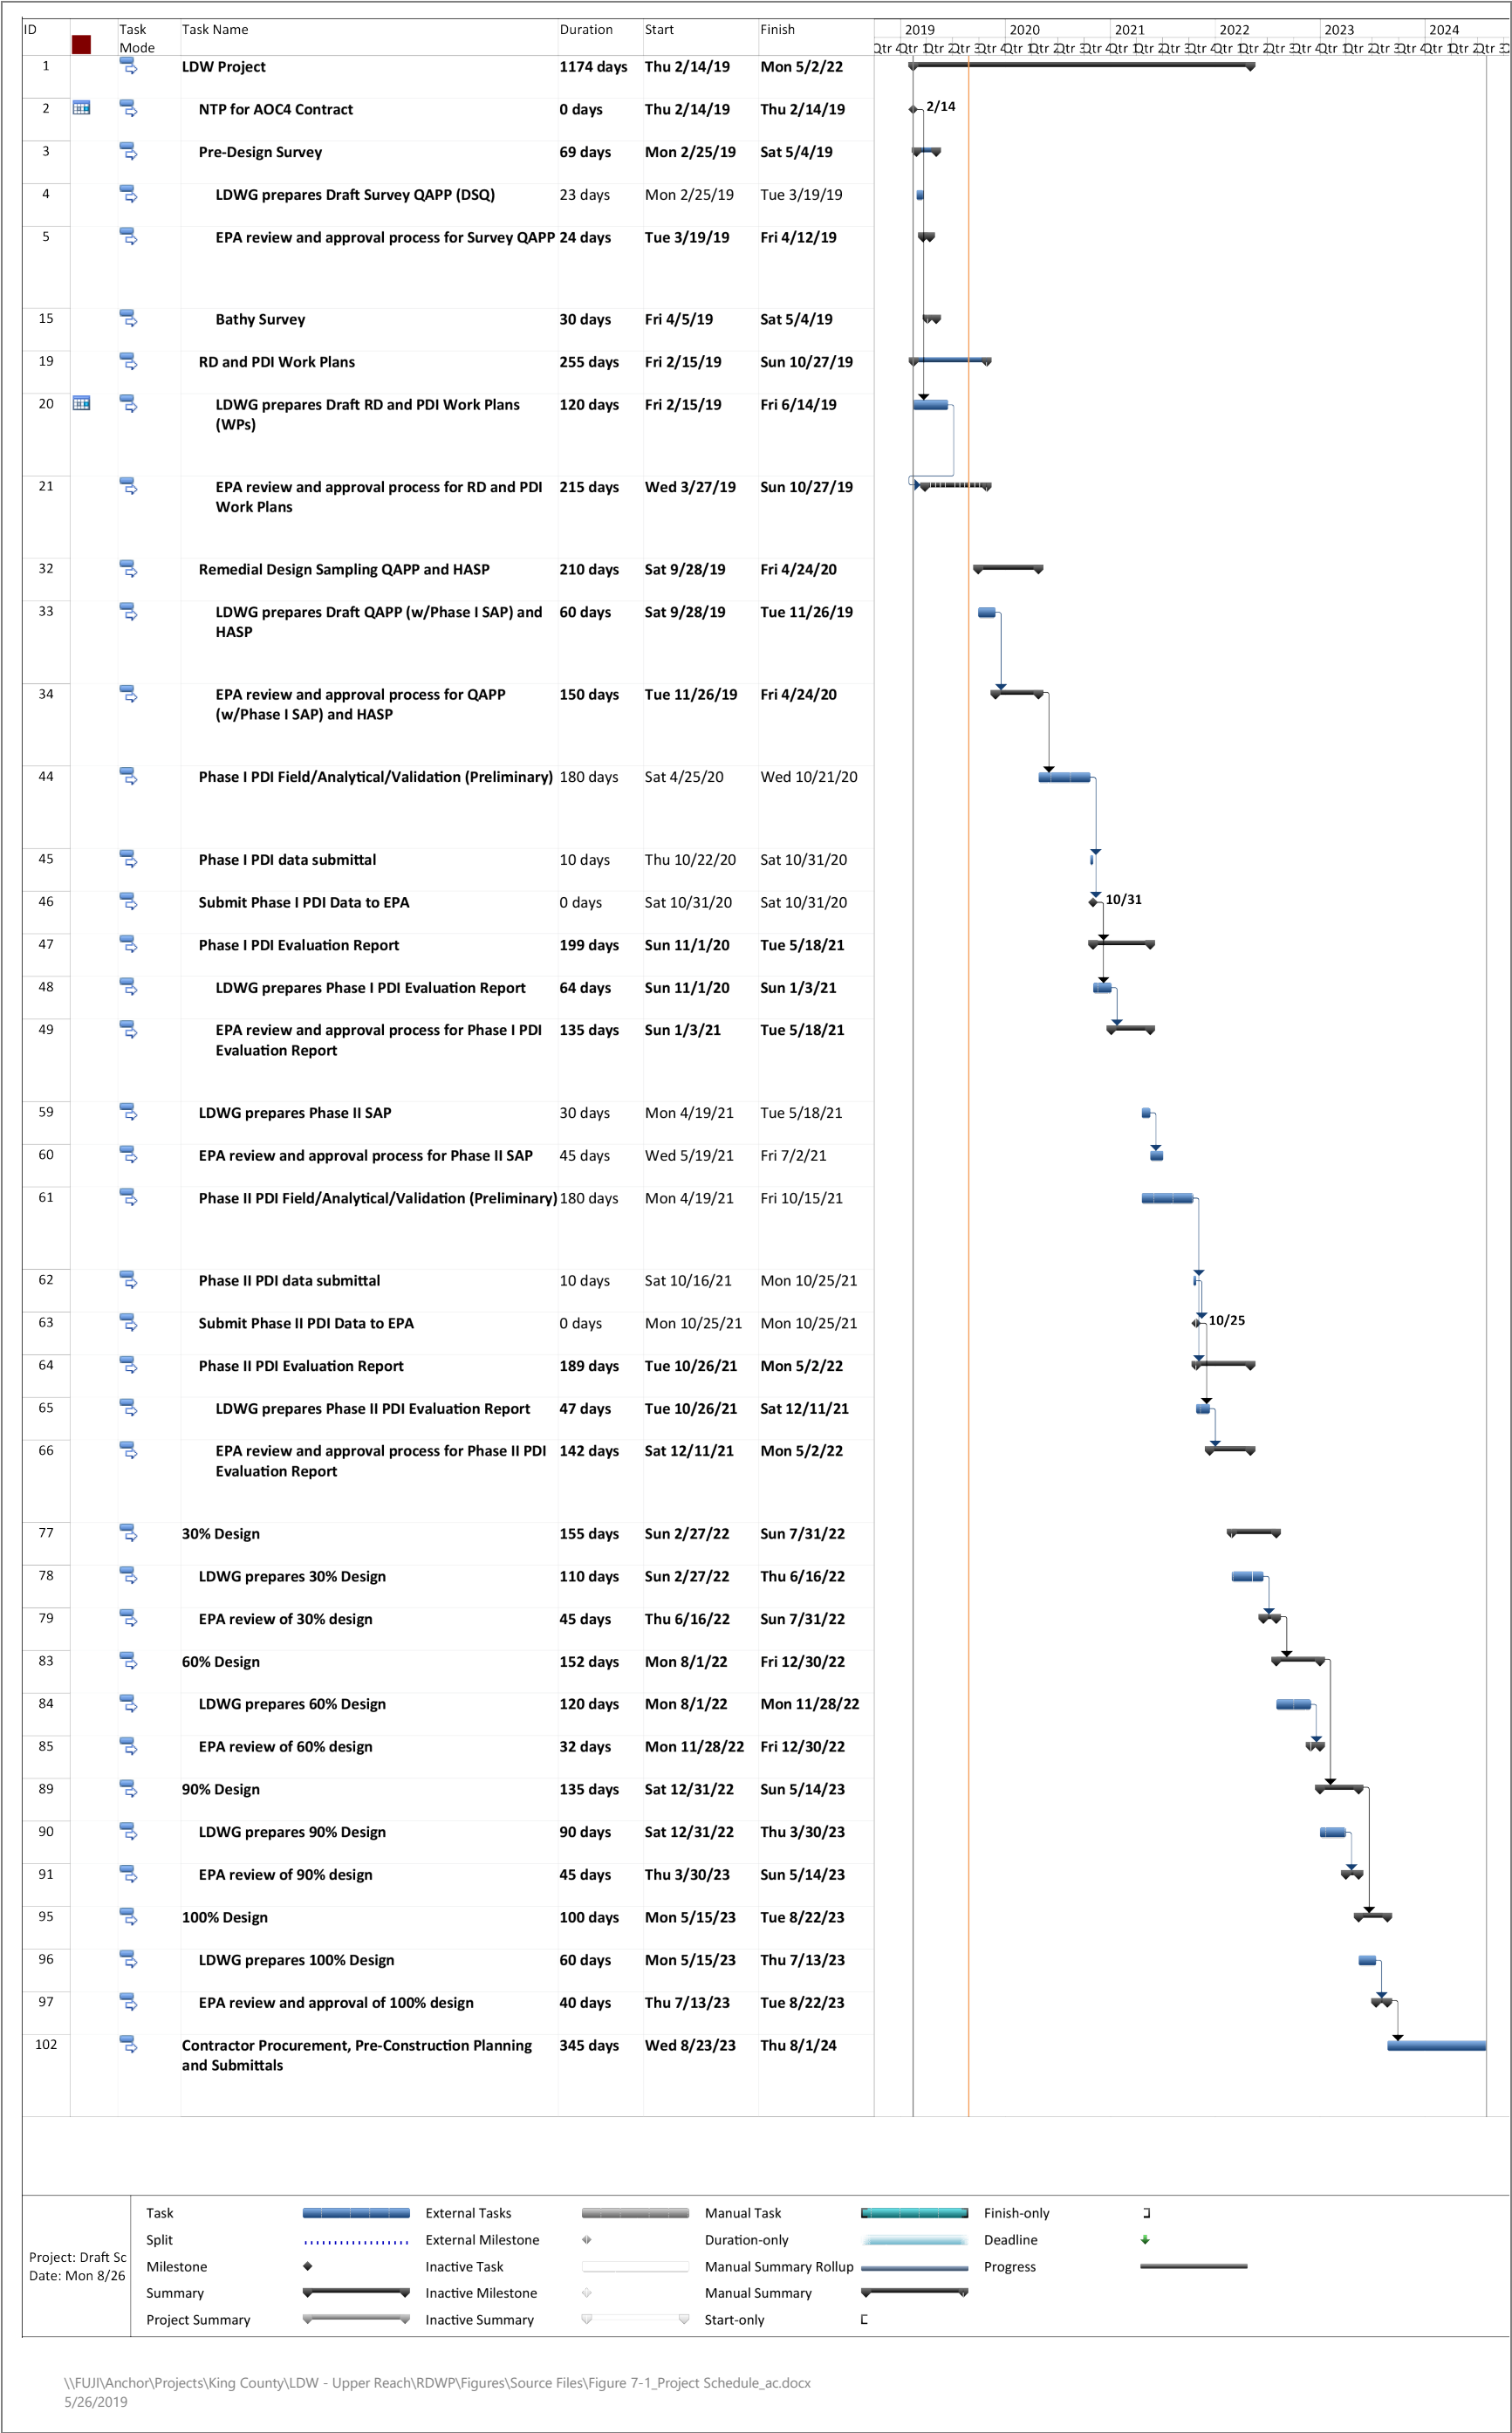 ID Task Mode Task Name Duration Start Finish 2019 2020 2021 2022 2023 2024
1 LDW Project 1174 days Thu 2/14/19 Mon 5/2/22
2 NTP for AOC4 Contract 0 days Thu 2/14/19 Thu 2/14/19 2/14
3 Pre-Design Survey 69 days Mon 2/25/19 Sat 5/4/19
4 LDWG prepares Draft Survey QAPP (DSQ) 23 days Mon 2/25/19 Tue 3/19/19
5 EPA review and approval process for Survey QAPP 24 days Tue 3/19/19 Fri 4/12/19
15 Bathy Survey 30 days Fri 4/5/19 Sat 5/4/19
19 RD and PDI Work Plans 255 days Fri 2/15/19 Sun 10/27/19
20 LDWG prepares Draft RD and PDI Work Plans 120 days Fri 2/15/19 Fri 6/14/19
(WPs)
21 EPA review and approval process for RD and PDI 215 days Wed 3/27/19 Sun 10/27/19
Work Plans
32 Remedial Design Sampling QAPP and HASP 210 days Sat 9/28/19 Fri 4/24/20
33 LDWG prepares Draft QAPP (w/Phase I SAP) and 60 days Sat 9/28/19 Tue 11/26/19
HASP
34 EPA review and approval process for QAPP 150 days Tue 11/26/19 Fri 4/24/20
(w/Phase I SAP) and HASP
44 Phase I PDI Field/Analytical/Validation (Preliminary) 180 days Sat 4/25/20 Wed 10/21/20
45 Phase I PDI data submittal 10 days Thu 10/22/20 Sat 10/31/20
46 Submit Phase I PDI Data to EPA 0 days Sat 10/31/20 Sat 10/31/20 10/31
47 Phase I PDI Evaluation Report 199 days Sun 11/1/20 Tue 5/18/21
48 LDWG prepares Phase I PDI Evaluation Report 64 days Sun 11/1/20 Sun 1/3/21
49 EPA review and approval process for Phase I PDI 135 days Sun 1/3/21 Tue 5/18/21
Evaluation Report
59 LDWG prepares Phase II SAP 30 days Mon 4/19/21 Tue 5/18/21
60 EPA review and approval process for Phase II SAP 45 days Wed 5/19/21 Fri 7/2/21
61 Phase II PDI Field/Analytical/Validation (Preliminary) 180 days Mon 4/19/21 Fri 10/15/21
62 Phase II PDI data submittal 10 days Sat 10/16/21 Mon 10/25/21
63 Submit Phase II PDI Data to EPA 0 days Mon 10/25/21 Mon 10/25/21 10/25
64 Phase II PDI Evaluation Report 189 days Tue 10/26/21 Mon 5/2/22
65 LDWG prepares Phase II PDI Evaluation Report 47 days Tue 10/26/21 Sat 12/11/21
66 EPA review and approval process for Phase II PDI 142 days Sat 12/11/21 Mon 5/2/22
Evaluation Report
77 30% Design 155 days Sun 2/27/22 Sun 7/31/22
78 LDWG prepares 30% Design 110 days Sun 2/27/22 Thu 6/16/22
79 EPA review of 30% design 45 days Thu 6/16/22 Sun 7/31/22
83 60% Design 152 days Mon 8/1/22 Fri 12/30/22
84 LDWG prepares 60% Design 120 days Mon 8/1/22 Mon 11/28/22
85 EPA review of 60% design 32 days Mon 11/28/22 Fri 12/30/22
89 90% Design 135 days Sat 12/31/22 Sun 5/14/23
90 LDWG prepares 90% Design 90 days Sat 12/31/22 Thu 3/30/23
91 EPA review of 90% design 45 days Thu 3/30/23 Sun 5/14/23
95 100% Design 100 days Mon 5/15/23 Tue 8/22/23
96 LDWG prepares 100% Design 60 days Mon 5/15/23 Thu 7/13/23
97 EPA review and approval of 100% design 40 days Thu 7/13/23 Tue 8/22/23
102 Contractor Procurement, Pre-Construction Planning 345 days Wed 8/23/23 Thu 8/1/24
and Submittals
Project: Draft Sc
Date: Mon 8/26
Task External Tasks Manual Task Finish-only
Split External Milestone Duration-only Deadline
Milestone Inactive Task Manual Summary Rollup Progress
Summary Inactive Milestone Manual Summary
Project Summary Inactive Summary Start-only
\\FUJI\Anchor\Projects\King County\LDW - Upper Reach\RDWP\Figures\Source Files\Figure 7-1_Project Schedule_ac.docx
5/26/2019